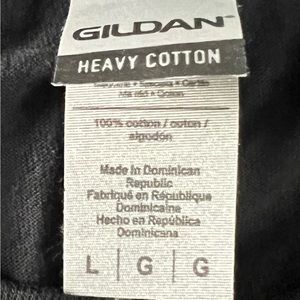 GILDAN
HEAVY COTTON
100% cotton / coton /
algodón
Made in Dominican
Republic
Fabriqué en République
Dominicaine
Hecho en República
Dominicana
L | G | G